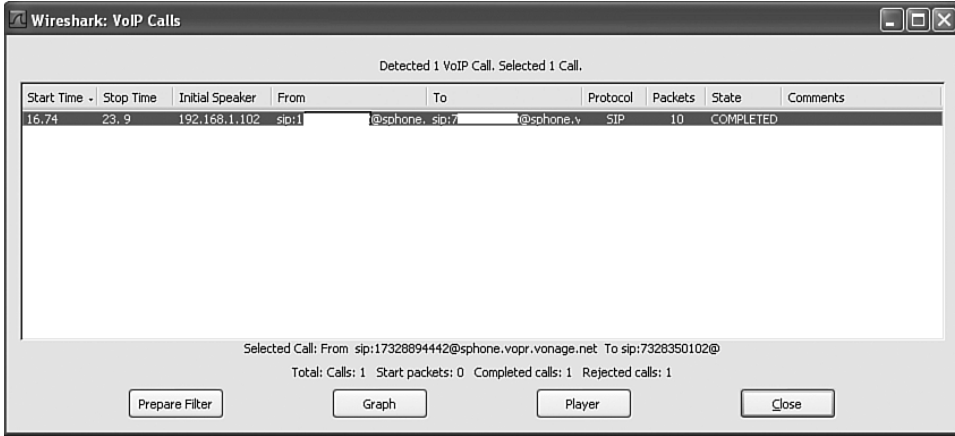 Wireshark: VoIP Calls
Detected 1 VoIP Call. Selected 1 Call.
Start Time Stop Time Initial Speaker From To Protocol Packets State Comments
16.74 23. 9 192.168.1.102 sip:1 @sphone. sip:7 @sphone.v SIP 10 COMPLETED
Selected Call: From sip:17328894442@sphone.vopr.vonage.net To sip:7328350102@
Total: Calls: 1 Start packets: 0 Completed calls: 1 Rejected calls: 1
Prepare Filter Graph Player Close